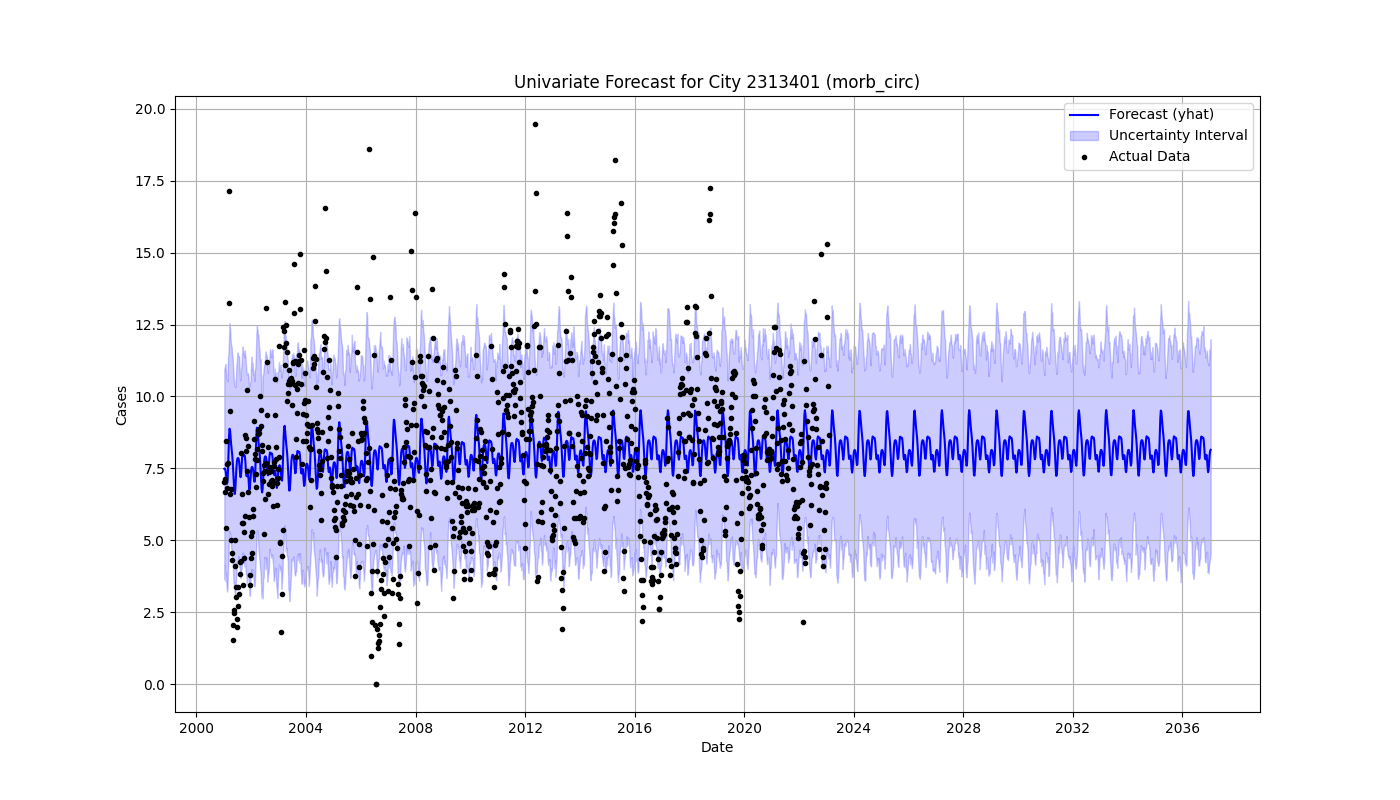 Univariate Forecast for City 2313401 (morb_circ)
Forecast (yhat)
Uncertainty Interval
Actual Data
Cases
20.0
17.5
15.0
12.5
10.0
7.5
5.0
2.5
0.0
2000 2004 2008 2012 2016 2020 2024 2028 2032 2036
Date